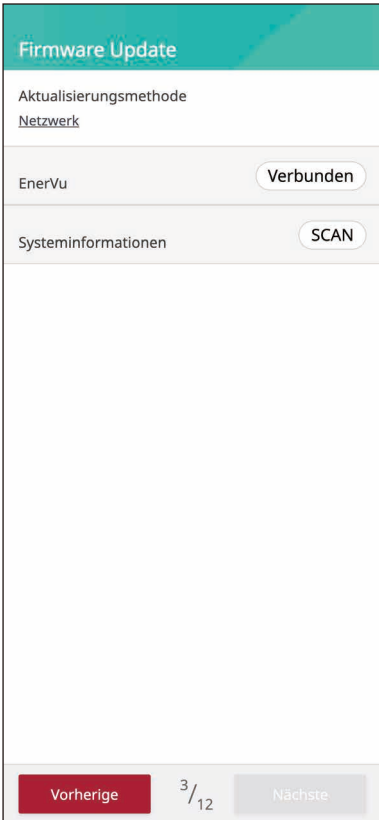 Firmware Update
Aktualisierungsmethode
Netzwerk
EnerVu
Verbunden
Systeminformationen
SCAN
Vorherige
3/12
Nächste